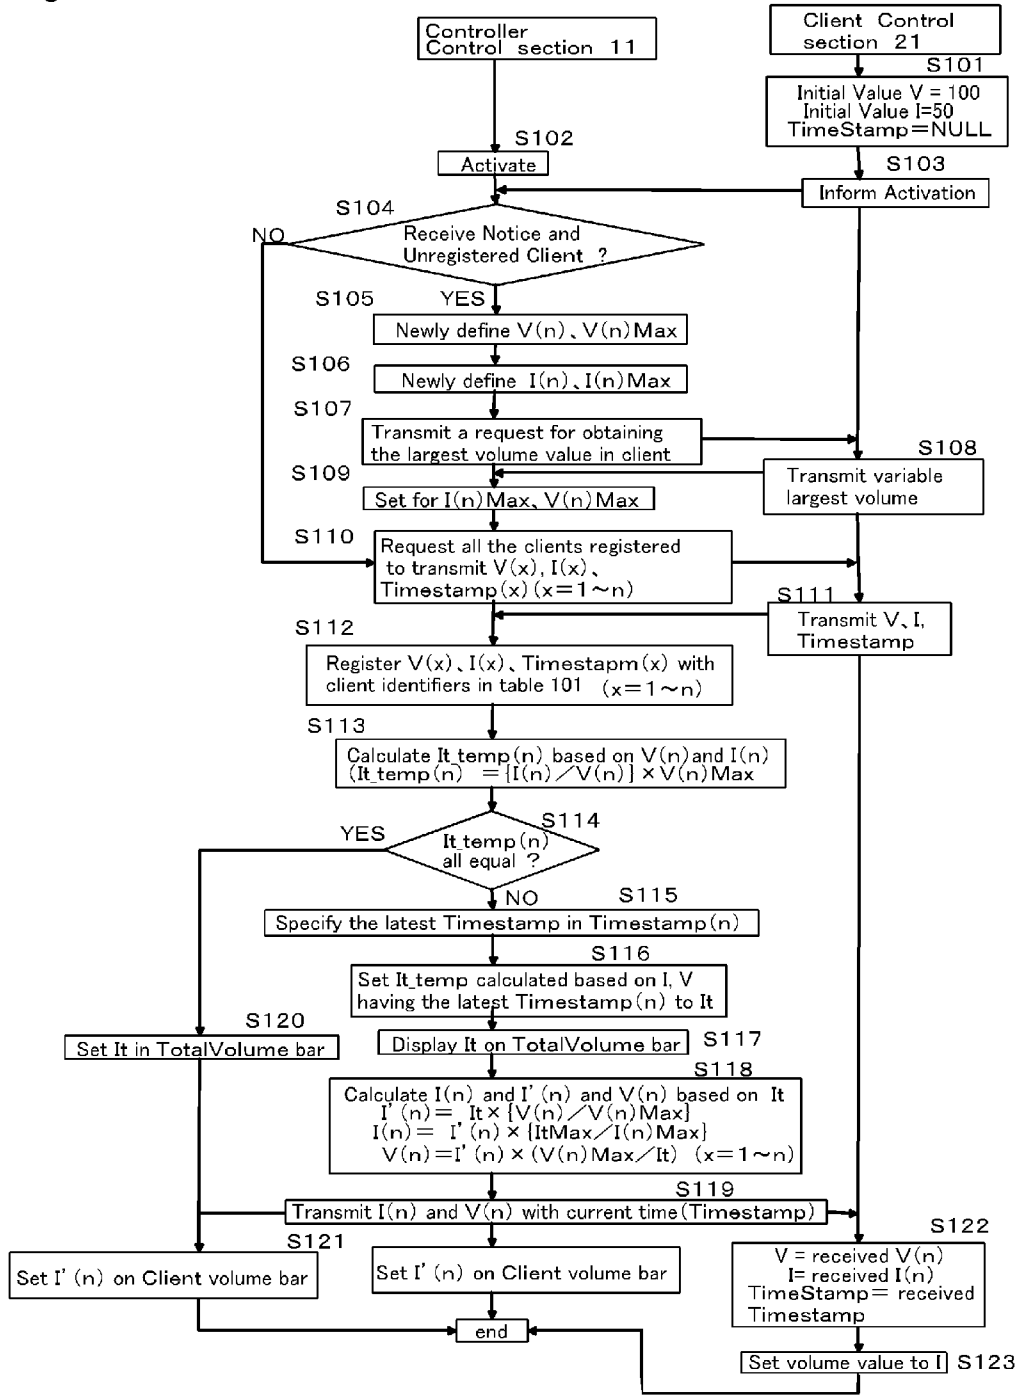 Controller
Control section 11
Client Control
section 21
S101
Initial Value V = 100
Initial Value I=50
TimeStamp=NULL
S102
Activate
S103
Inform Activation
S104
Receive Notice and
Unregistered Client ?
NO
YES
S105
Newly define V(n)、V(n)Max
S106
Newly define I(n)、I(n)Max
S107
Transmit a request for obtaining
the largest volume value in client
S108
Transmit variable
largest volume
S109
Set for I(n)Max、V(n)Max
S110
Request all the clients registered
to transmit V(x)、I(x)、
Timestamp(x)(x=1～n)
S111
Transmit V、I,
Timestamp
S112
Register V(x)、I(x)、Timestapm(x) with
client identifiers in table 101 (x=1～n)
S113
Calculate It_temp(n) based on V(n)and I(n)
(It_temp(n) ={I(n)／V(n)}×V(n)Max
S114
It_temp(n)
all equal ?
YES
NO
S115
Specify the latest Timestamp in Timestamp(n)
S116
Set It_temp calculated based on I, V
having the latest Timestamp(n) to It
S120
Set It in TotalVolume bar
S117
Display It on TotalVolume bar
S118
Calculate I(n) and I'(n) and V(n) based on It
I'(n)= It×{V(n)／V(n)Max}
I(n)= I'(n)×{ItMax／I(n)Max}
V(n)=I'(n)×(V(n)Max／It) (x=1～n)
S119
Transmit I(n) and V(n) with current time(Timestamp)
S121
Set I'(n) on Client volume bar
Set I'(n) on Client volume bar
S122
V = received V(n)
I= received I(n)
TimeStamp= received
Timestamp
end
Set volume value to I
S123